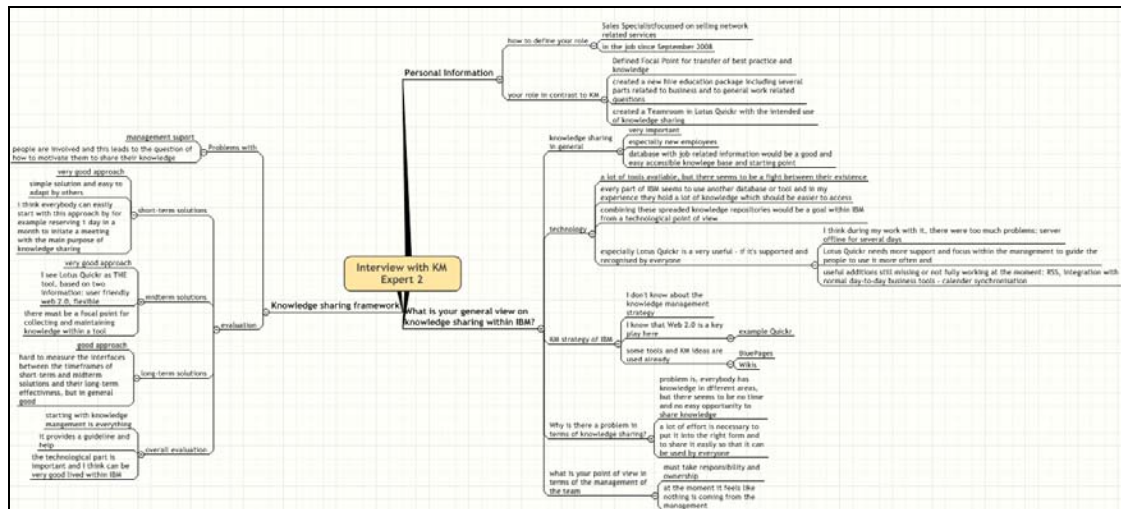 Interview with KM
Expert 2
Personal Information
how to define your role
Sales Specialistfocussed on selling network
related services
in the job since September 2008
your role in contrast to KM
Defined Focal Point for transfer of best practice and
knowledge
created a new hire education package including several
parts related to business and to general work related
questions
created a Teamroom in Lotus Quickr with the intended use
of knowledge sharing
What is your general view on
knowledge sharing within IBM?
knowledge sharing
in general
very important
especially new employees
database with job related information would be a good and
easy accessible knowlege base and starting point
technology
a lot of tools available, but there seems to be a fight between their existence
every part of IBM seems to use another database or tool and in my
experience they hold a lot of knowledge which should be easier to access
combining these spreaded knowledge repositories would be a goal within IBM
from a technological point of view
especially Lotus Quickr is a very useful - if it's supported and
recognised by everyone
I think during my work with it, there were too much problems; server
offline for several days
Lotus Quickr needs more support and focus within the management to guide the
people to use it more often and
useful additions still missing or not fully working at the moment: RSS, integration with
normal day-to-day business tools - calender synchronisation
KM strategy of IBM
I don't know about the
knowledge management
strategy
I know that Web 2.0 is a key
play here
example Quickr
some tools and KM ideas are
used already
BluePages
Wikis
Why is there a problem in
terms of knowledge sharing?
problem is, everybody has
knowledge in dfferent areas,
but there seems to be no time
and no easy opportunity to
share knowledge
a lot of effort is necessary to
put it into the right form and
to share it easily so that it can
be used by everyone
what is your point of view in
terms of the management of
the team
must take responsibility and
ownership
at the moment it feels like
nothing is coming from the
management
Knowledge sharing framework
Problems with
management suport
people are involved and this leads to the question of
how to motivate them to share their knowledge
evaluation
short-term solutions
very good approach
simple solution and easy to
adapt by others
I think everybody can easily
start with this approach by for
example reserving 1 day in a
month to initate a meeting
with the main purpose of
knowledge sharing
midterm solutions
very good approach
I see Lotus Quickr as THE
tool, based on two
information: user friendly
web 2.0, flexible
there must be a focal point for
collecting and maintaining
knowledge within a tool
long-term solutions
good approach
hard to measure the interfaces
between the timeframes of
short-term and midterm
solutions and their long-term
effectivness, but in general
good
overall evaluation
starting with knowledge
mangement is everything
it provides a guideline and
help
the technological part is
important and I think can be
very good lived within IBM